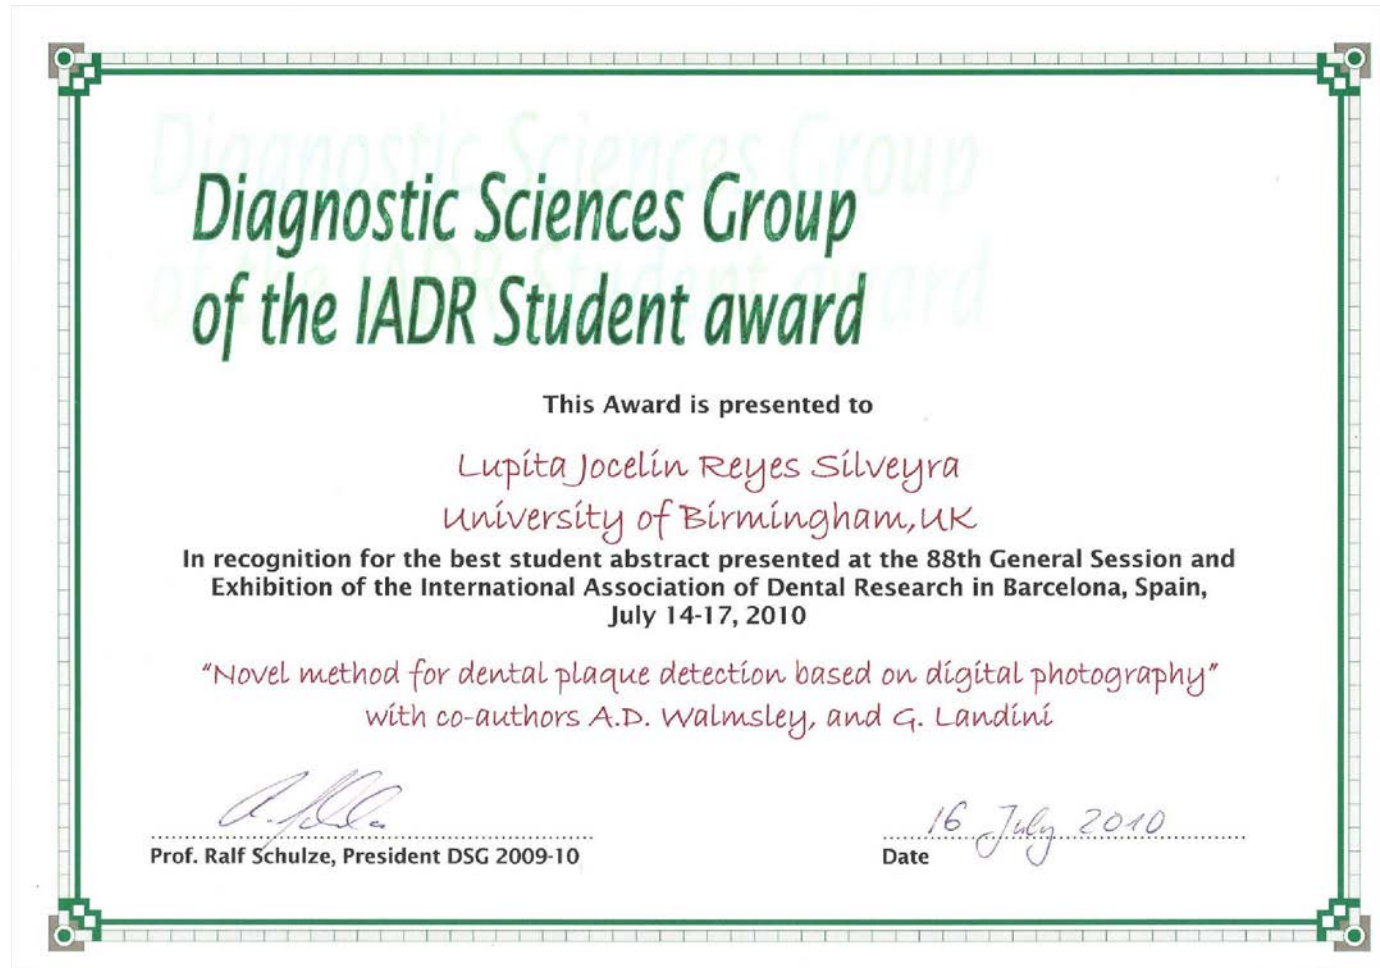 Diagnostic Sciences Group
of the IADR Student award
This Award is presented to
Lupita Jocelin Reyes Silveyra
University of Birmingham, UK
In recognition for the best student abstract presented at the 88th General Session and
Exhibition of the International Association of Dental Research in Barcelona, Spain,
July 14-17, 2010
"Novel method for dental plaque detection based on digital photography"
with co-authors A.D. Walmsley, and G. Landini
16 July 2010
Prof. Ralf Schulze, President DSG 2009-10
Date